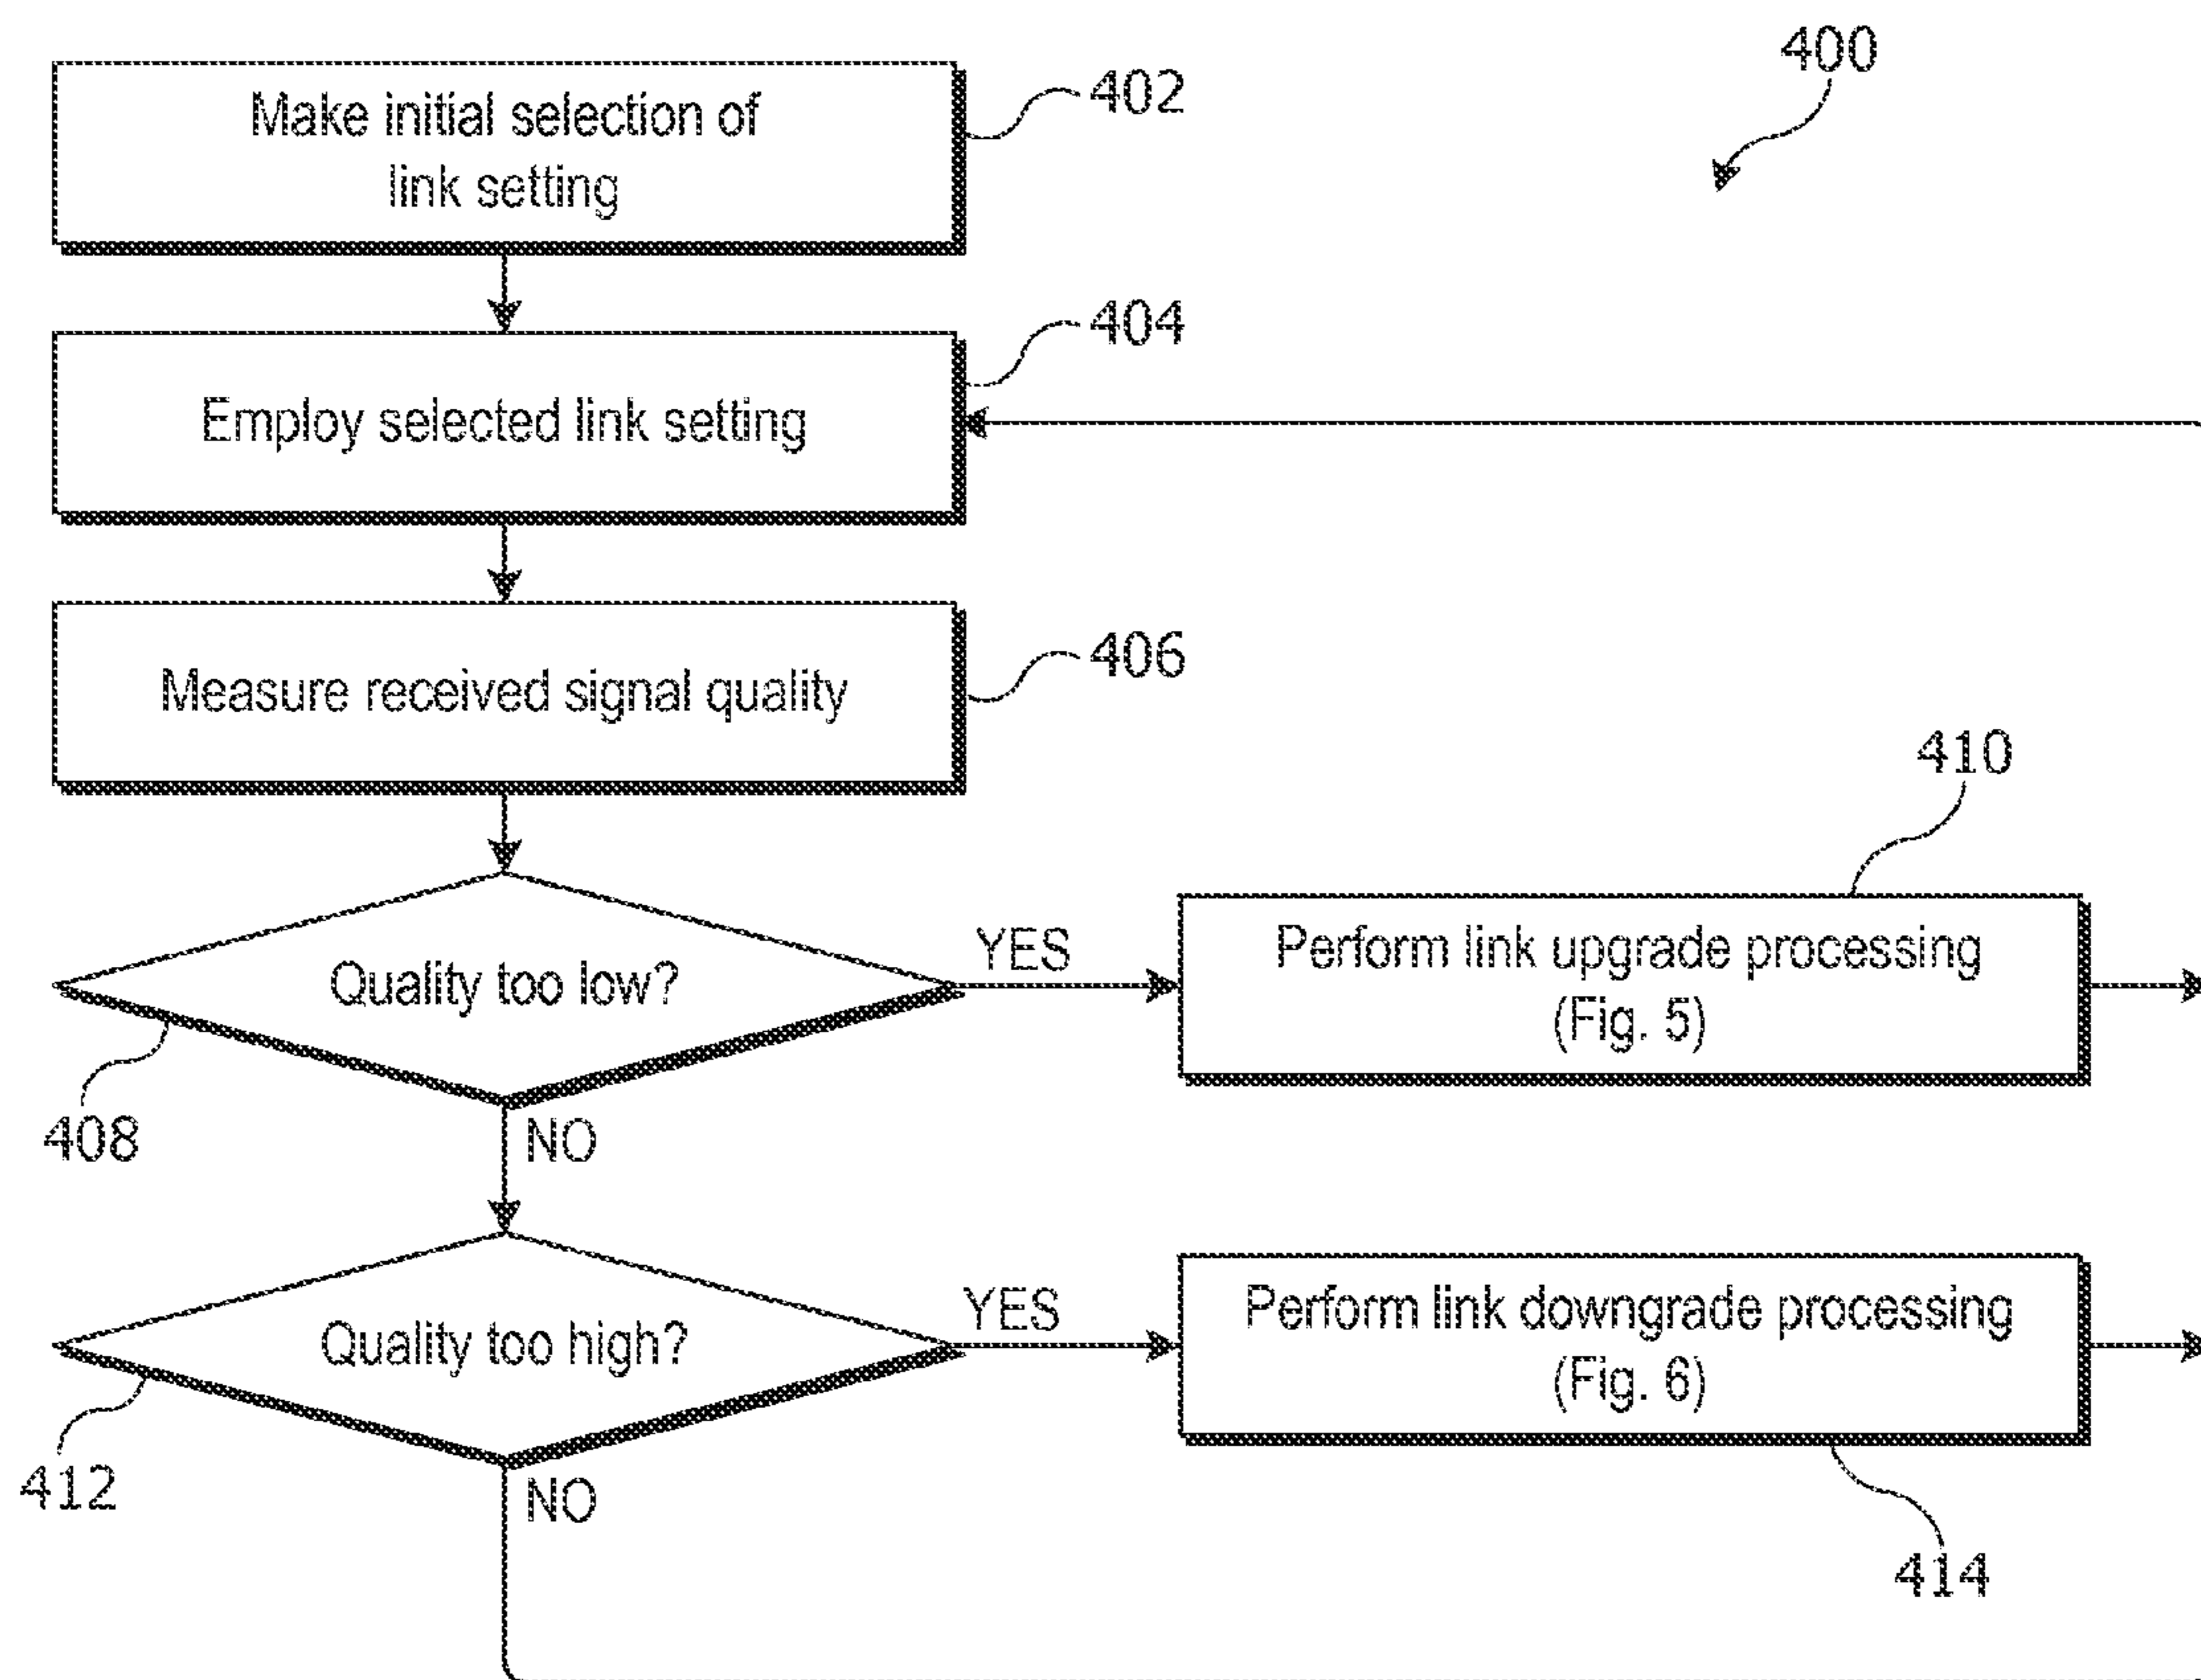 400
Make initial selection of
link setting
402
Employ selected link setting
404
Measure received signal quality
406
410
Quality too low?
YES
Perform link upgrade processing
(Fig. 5)
408
NO
Quality too high?
YES
Perform link downgrade processing
(Fig. 6)
412
NO
414